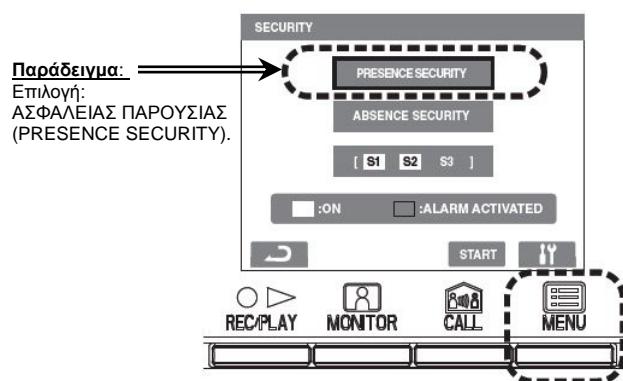 SECURITY
Παράδειγμα:
Επιλογή:
ΑΣΦΑΛΕΙΑΣ ΠΑΡΟΥΣΙΑΣ
(PRESENCE SECURITY).
PRESENCE SECURITY
ABSENCE SECURITY
[ S1 S2 S3 ]
:ON :ALARM ACTIVATED
START
REC/PLAY MONITOR CALL MENU